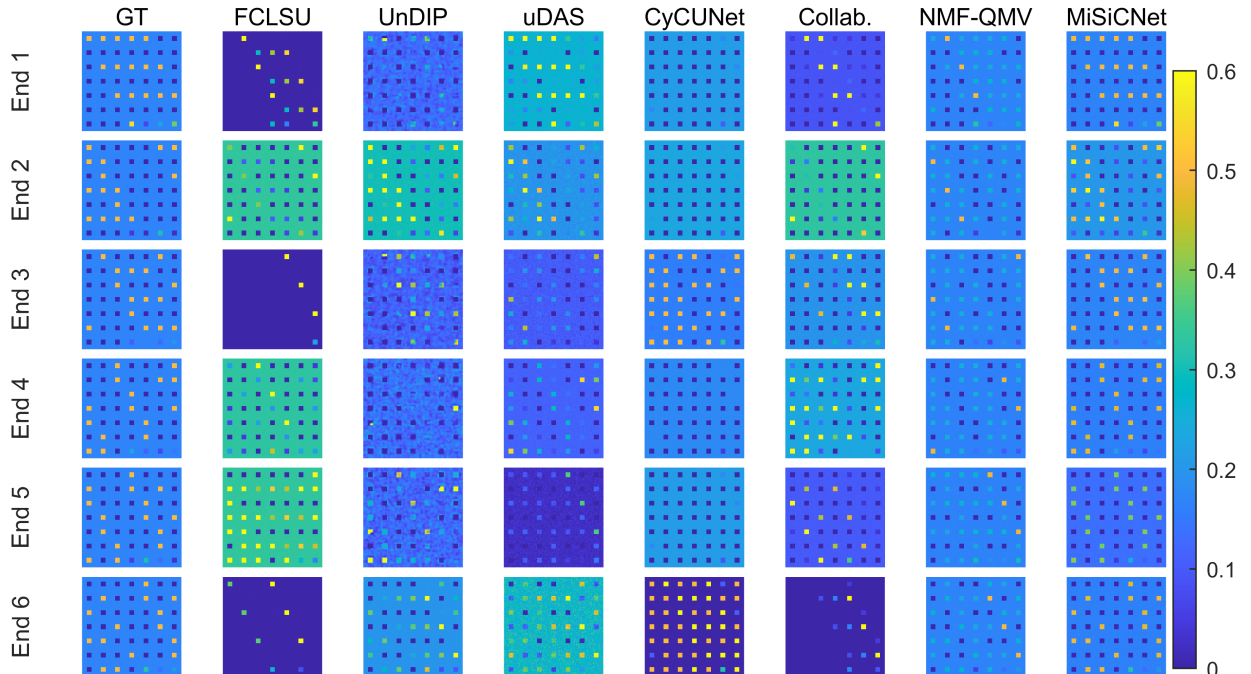 GT FCLSU UnDIP uDAS CyCUNet Collab. NMF-QMV MiSiCNet
End 1
End 2
End 3
End 4
End 5
End 6
0.6
0.5
0.4
0.3
0.2
0.1
0